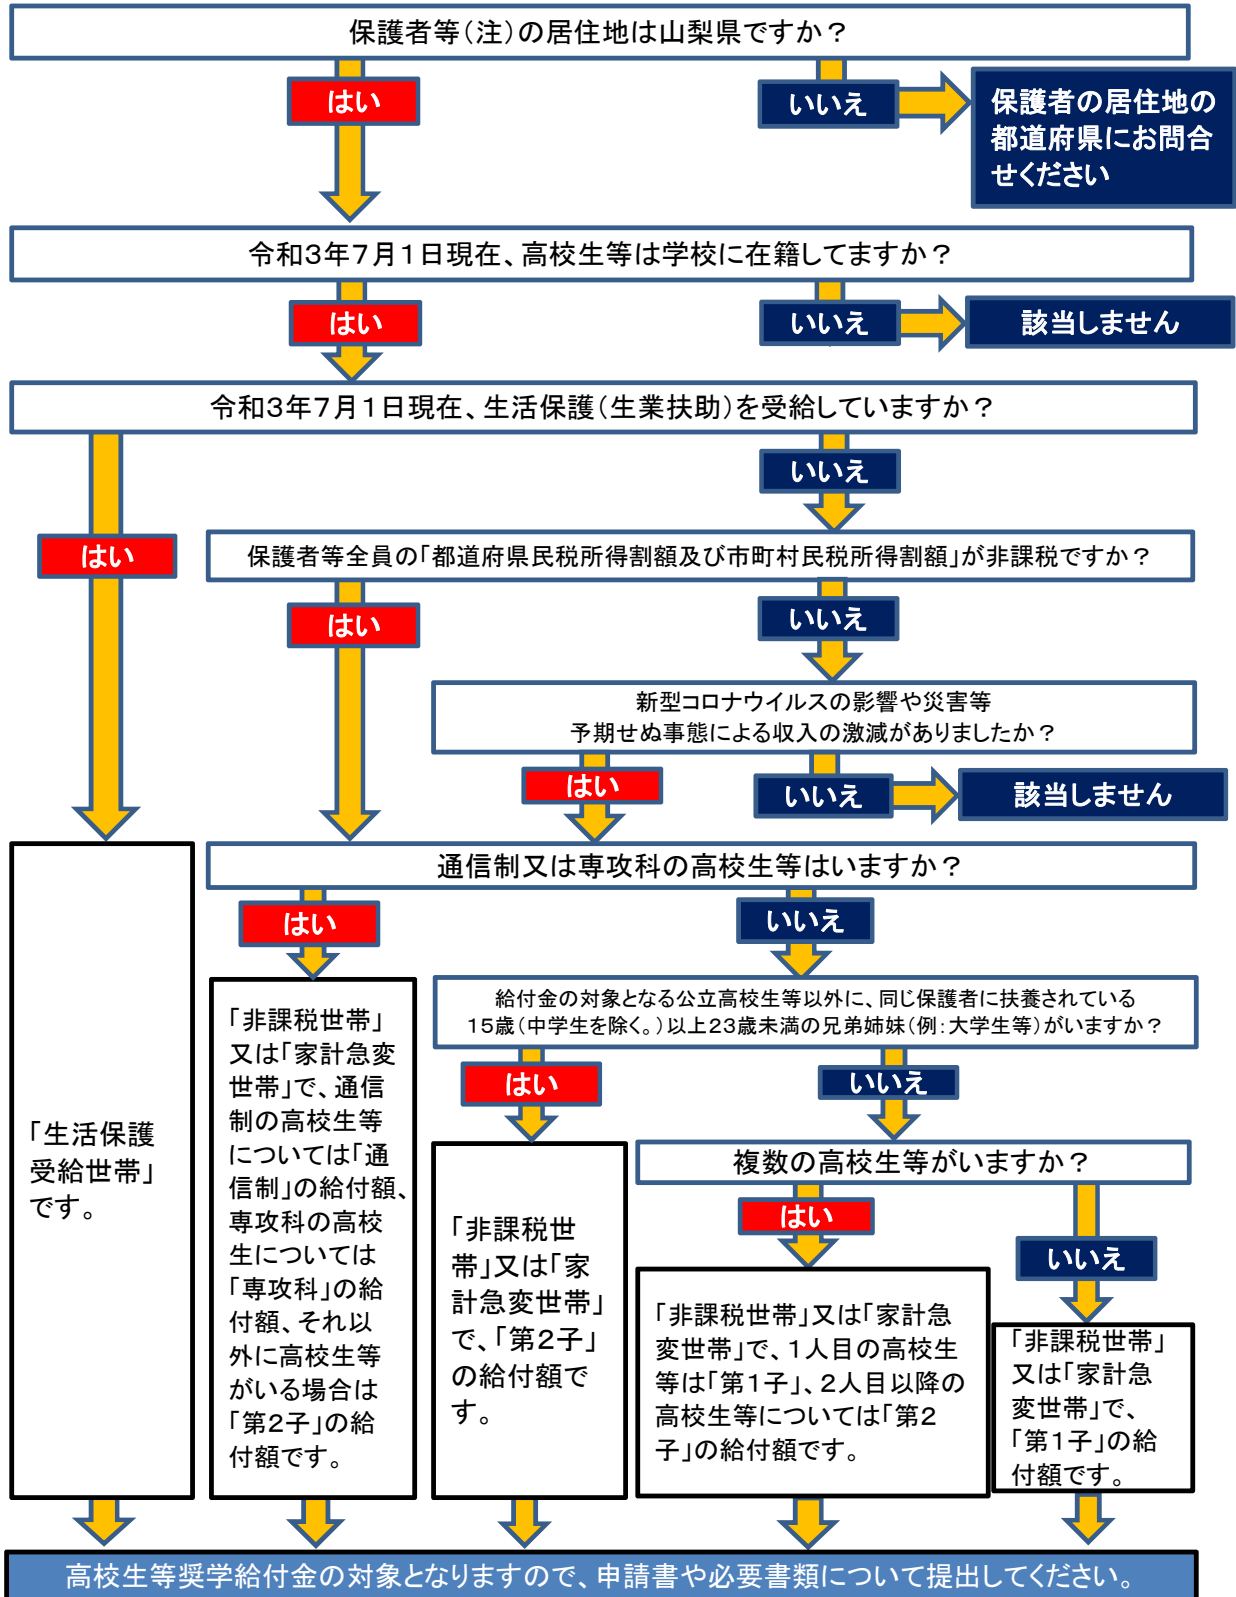 保護者等(注)の居住地は山梨県ですか？
はい
いいえ
保護者の居住地の
都道府県にお問合
せください
令和３年７月１日現在、高校生等は学校に在籍してますか？
はい
いいえ
該当しません
令和３年７月１日現在、生活保護(生業扶助)を受給していますか？
いいえ
はい
保護者等全員の「都道府県民税所得割額及び市町村民税所得割額」が非課税ですか？
はい
いいえ
新型コロナウイルスの影響や災害等
予期せぬ事態による収入の激減がありましたか？
はい
いいえ
該当しません
通信制又は専攻科の高校生等はいますか？
はい
いいえ
給付金の対象となる公立高校生等以外に、同じ保護者に扶養されている
１５歳(中学生を除く。)以上２３歳未満の兄弟姉妹(例：大学生等)がいますか？
はい
いいえ
複数の高校生等がいますか？
はい
いいえ
「生活保護
受給世帯」
です。
「非課税世帯」
又は「家計急変
世帯」で、通信
制の高校生等
については「通
信制」の給付額、
専攻科の高校
生については
「専攻科」の給
付額、それ以
外に高校生等
がいる場合は
「第２子」の給
付額です。
「非課税世
帯」又は「家
計急変世帯」
で、「第２子」
の給付額で
す。
「非課税世帯」又は「家計急
変世帯」で、１人目の高校生
等は「第１子」、２人目以降の
高校生等については「第２
子」の給付額です。
「非課税世帯」
又は「家計急
変世帯」で、
「第１子」の給
付額です。
高校生等奨学給付金の対象となりますので、申請書や必要書類について提出してください。